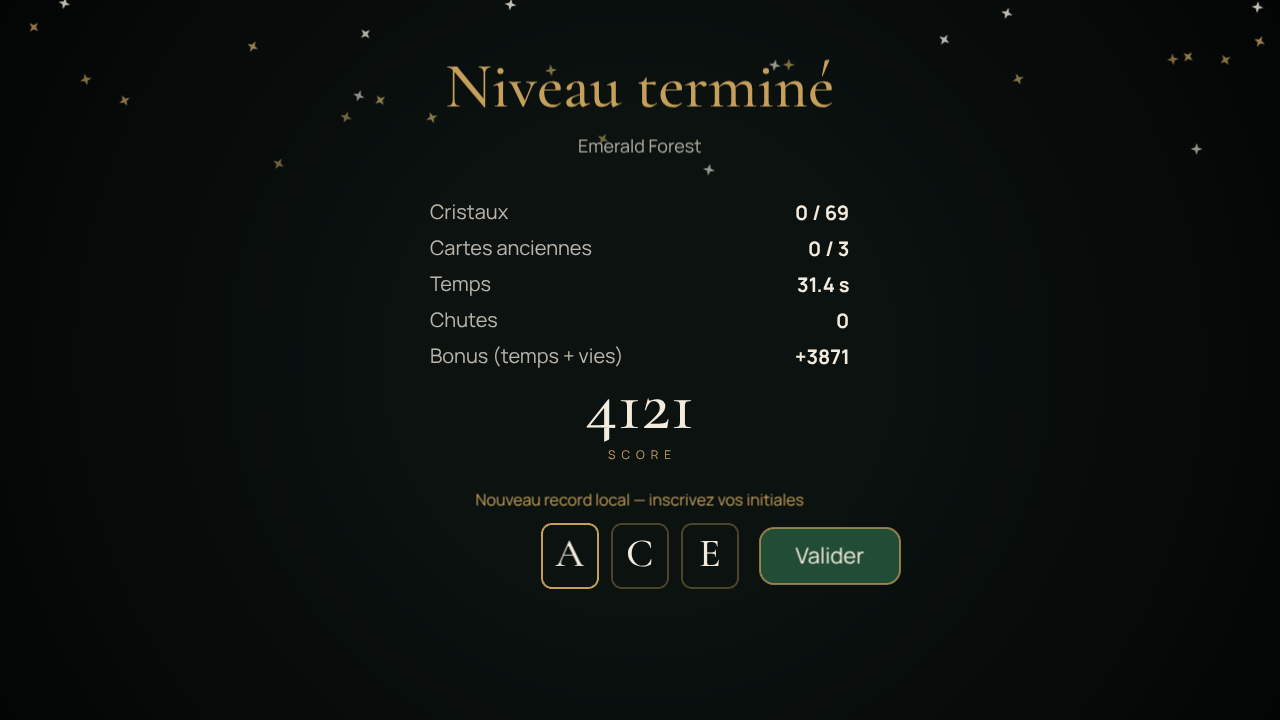 Niveau terminé
Emerald Forest
Cristaux 0 / 69
Cartes anciennes 0 / 3
Temps 31.4 s
Chutes 0
Bonus (temps + vies) +3871
4121
SCORE
Nouveau record local — inscrivez vos initiales
A C E Valider